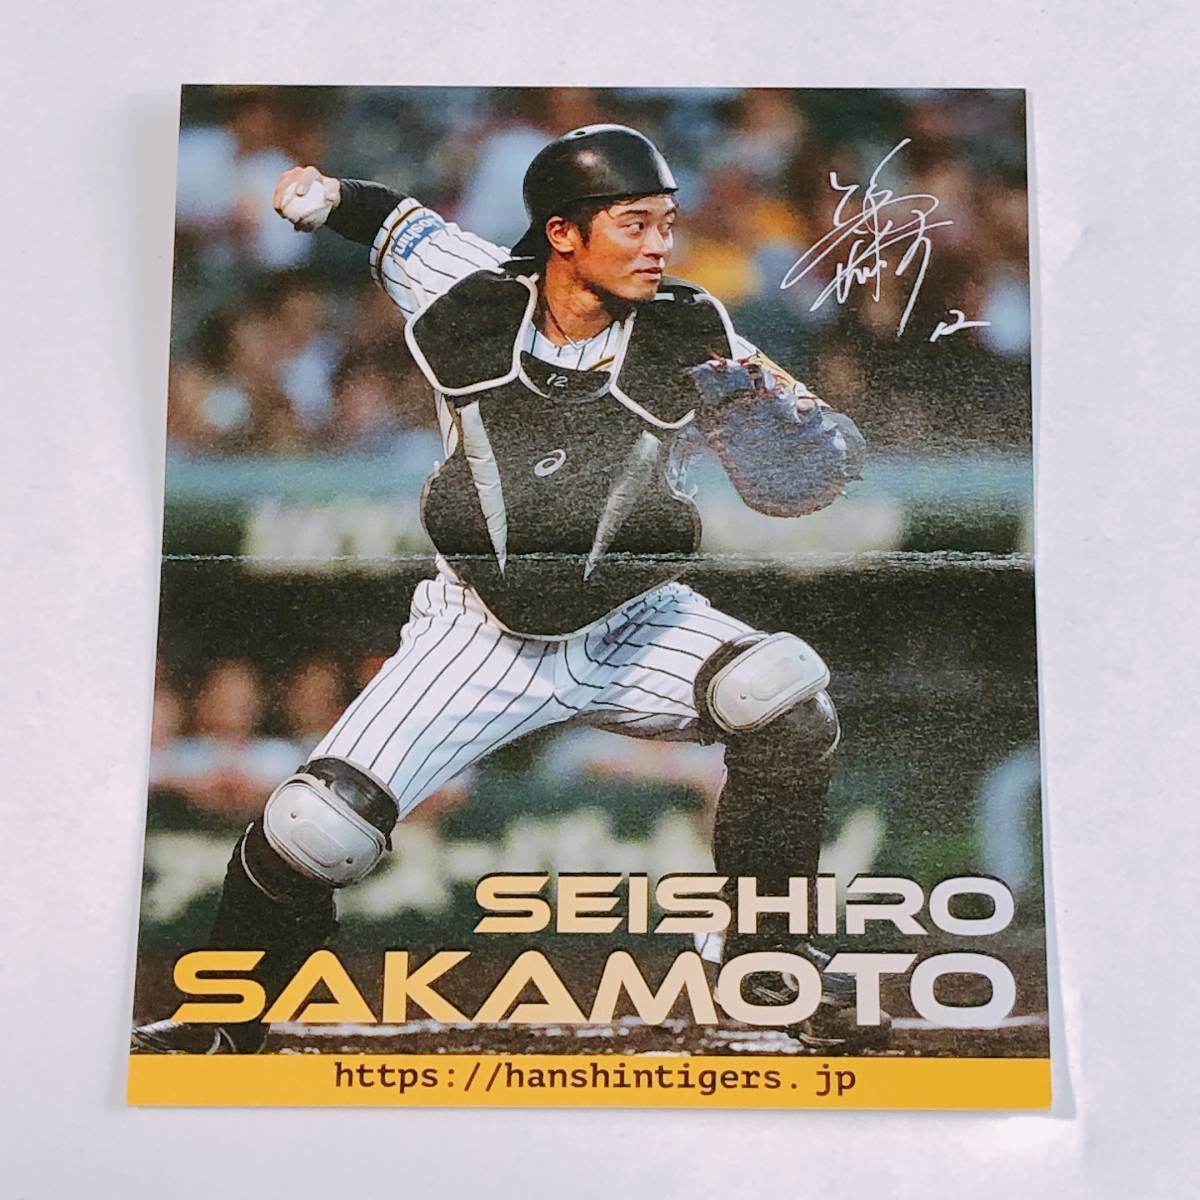 12
12
SEISHIRO
SAKAMOTO
https://hanshintigers.jp